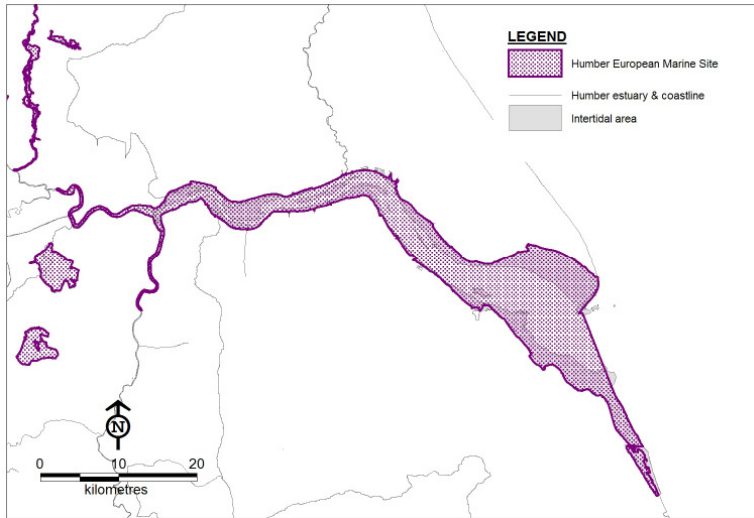 LEGEND
Humber European Marine Site
Humber estuary & coastline
Intertidal area
N
0 10 20
kilometres